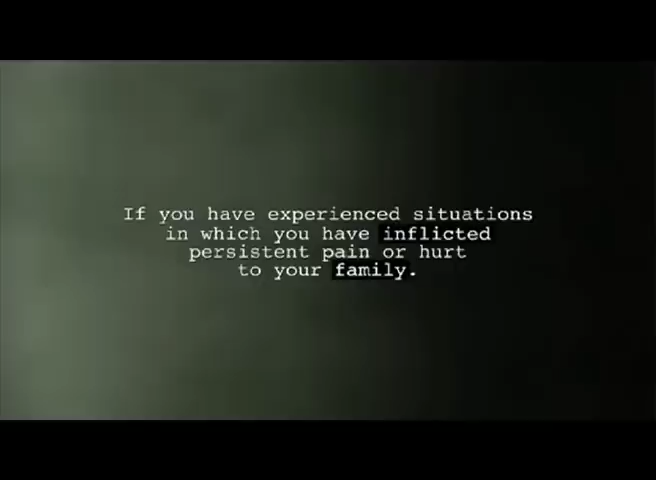 If you have experienced situations
in which you have inflicted
persistent pain or hurt
to your family.